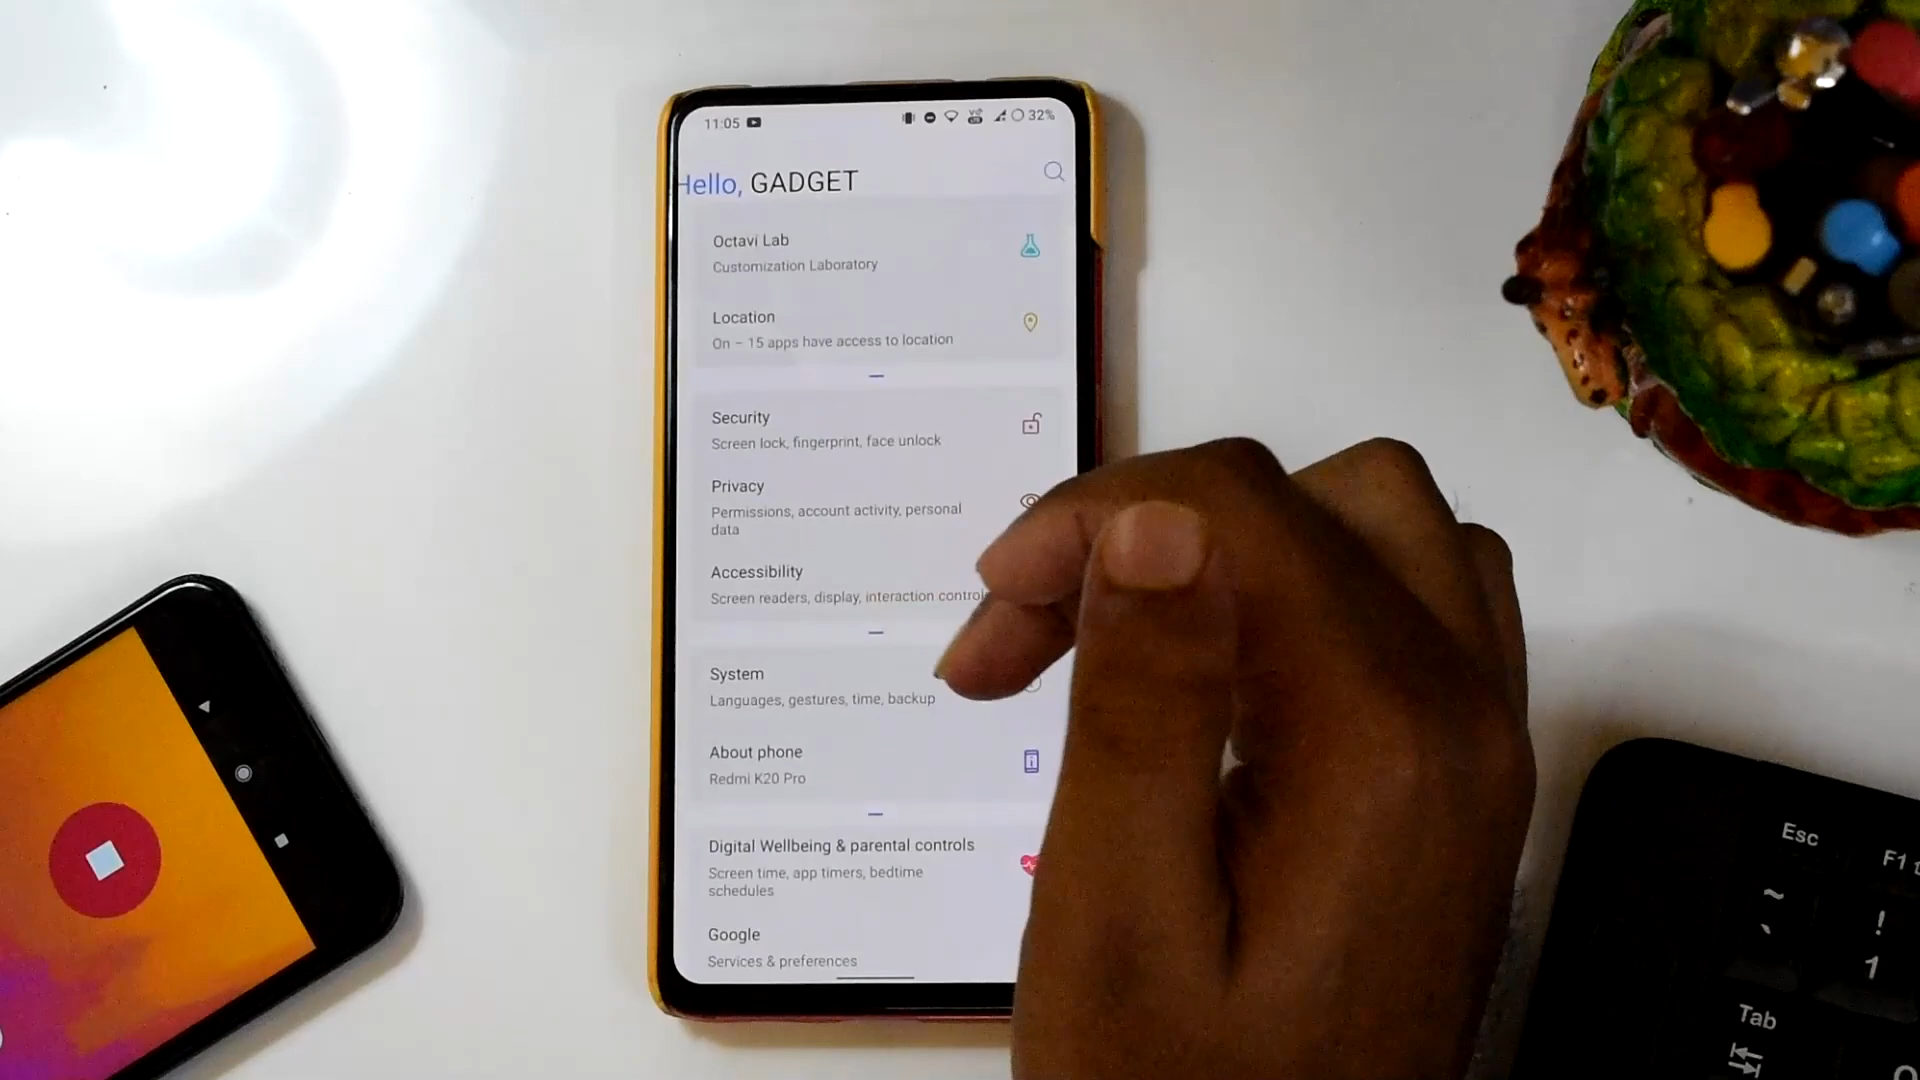 11:05
32%
Hello, GADGET
Octavi Lab
Customization Laboratory
Location
On – 15 apps have access to location
Security
Screen lock, fingerprint, face unlock
Privacy
Permissions, account activity, personal
data
Accessibility
Screen readers, display, interaction control
System
Languages, gestures, time, backup
About phone
Redmi K20 Pro
Digital Wellbeing & parental controls
Screen time, app timers, bedtime
schedules
Google
Services & preferences
Esc
F1
~
`
!
1
Tab